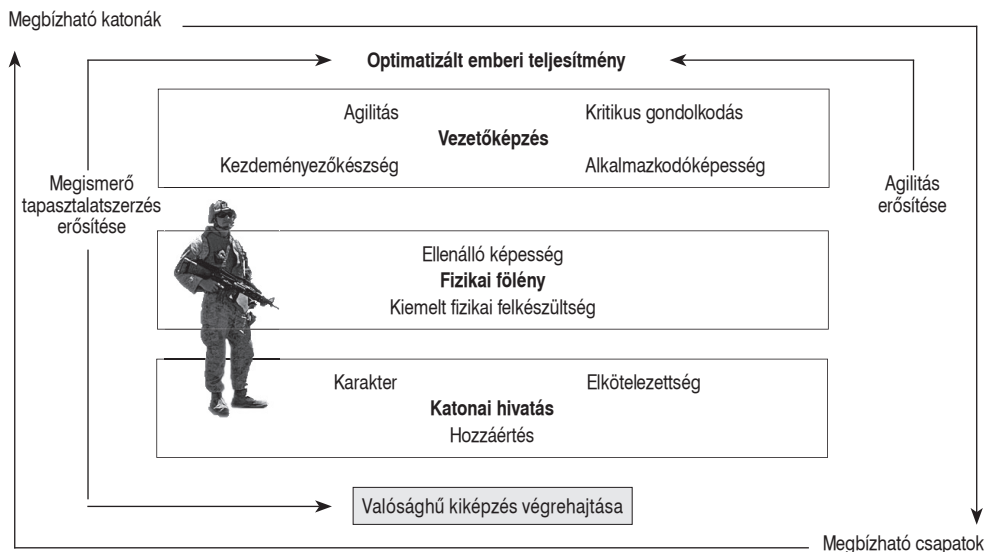 Megbízható katonák
Optimatizált emberi teljesítmény
Agilitás
Kritikus gondolkodás
Vezetőképzés
Kezdeményezőkészség
Alkalmazkodóképesség
Megismerő
tapasztalatszerzés
erősítése
Agilitás
erősítése
Ellenálló képesség
Fizikai fölény
Kiemelt fizikai felkészültség
Karakter
Elkötelezettség
Katonai hivatás
Hozzáértés
Valósághű kiképzés végrehajtása
Megbízható csapatok